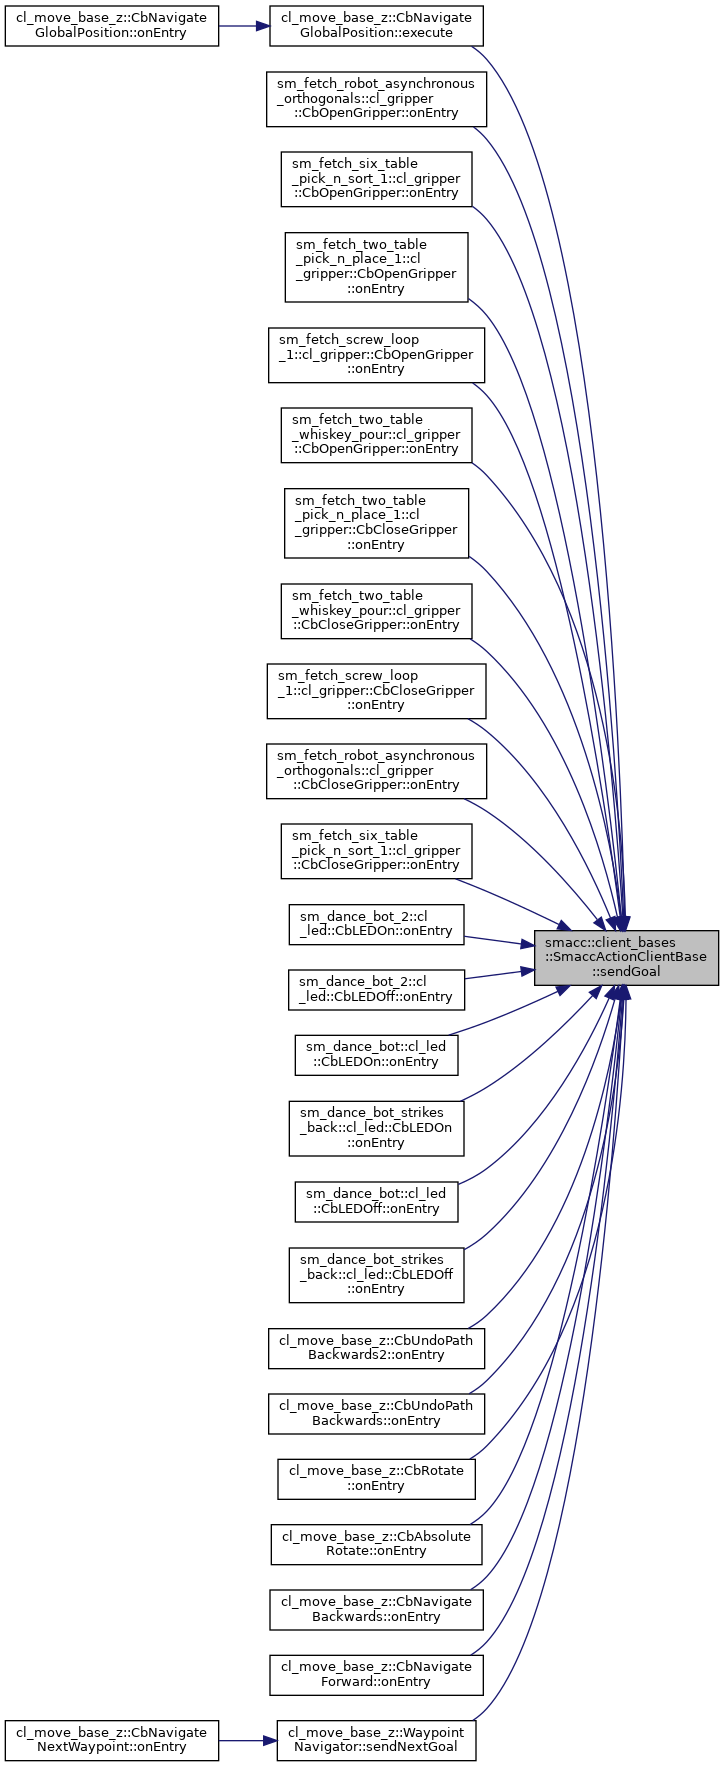 cl_move_base_z::CbNavigate
GlobalPosition::onEntry
cl_move_base_z::CbNavigate
GlobalPosition::execute
sm_fetch_robot_asynchronous
_orthogonals::cl_gripper
::CbOpenGripper::onEntry
sm_fetch_six_table
_pick_n_sort_1::cl_gripper
::CbOpenGripper::onEntry
sm_fetch_two_table
_pick_n_place_1::cl
_gripper::CbOpenGripper
::onEntry
sm_fetch_screw_loop
_1::cl_gripper::CbOpenGripper
::onEntry
sm_fetch_two_table
_whiskey_pour::cl_gripper
::CbOpenGripper::onEntry
sm_fetch_two_table
_pick_n_place_1::cl
_gripper::CbCloseGripper
::onEntry
sm_fetch_two_table
_whiskey_pour::cl_gripper
::CbCloseGripper::onEntry
sm_fetch_screw_loop
_1::cl_gripper::CbCloseGripper
::onEntry
sm_fetch_robot_asynchronous
_orthogonals::cl_gripper
::CbCloseGripper::onEntry
sm_fetch_six_table
_pick_n_sort_1::cl_gripper
::CbCloseGripper::onEntry
sm_dance_bot_2::cl
_led::CbLEDOn::onEntry
smacc::client_bases
::SmaccActionClientBase
::sendGoal
sm_dance_bot_2::cl
_led::CbLEDOff::onEntry
sm_dance_bot::cl_led
::CbLEDOn::onEntry
sm_dance_bot_strikes
_back::cl_led::CbLEDOn
::onEntry
sm_dance_bot::cl_led
::CbLEDOff::onEntry
sm_dance_bot_strikes
_back::cl_led::CbLEDOff
::onEntry
cl_move_base_z::CbUndoPath
Backwards2::onEntry
cl_move_base_z::CbUndoPath
Backwards::onEntry
cl_move_base_z::CbRotate
::onEntry
cl_move_base_z::CbAbsolute
Rotate::onEntry
cl_move_base_z::CbNavigate
Backwards::onEntry
cl_move_base_z::CbNavigate
Forward::onEntry
cl_move_base_z::CbNavigate
NextWaypoint::onEntry
cl_move_base_z::Waypoint
Navigator::sendNextGoal